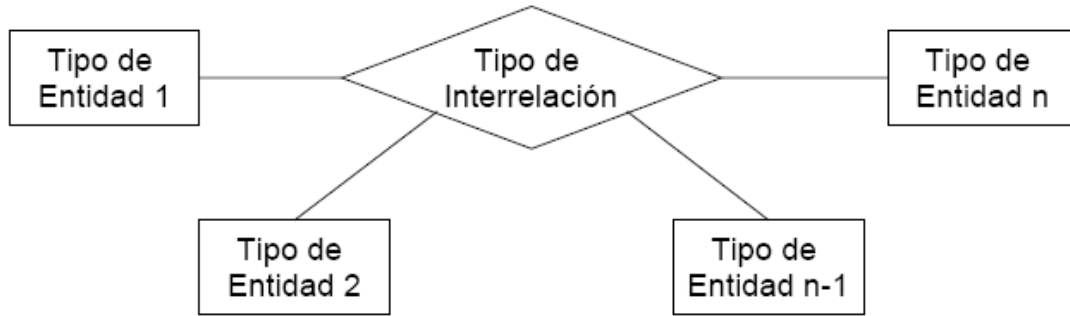 Tipo de
Entidad 1
Tipo de
Interrelación
Tipo de
Entidad n
Tipo de
Entidad 2
Tipo de
Entidad n-1